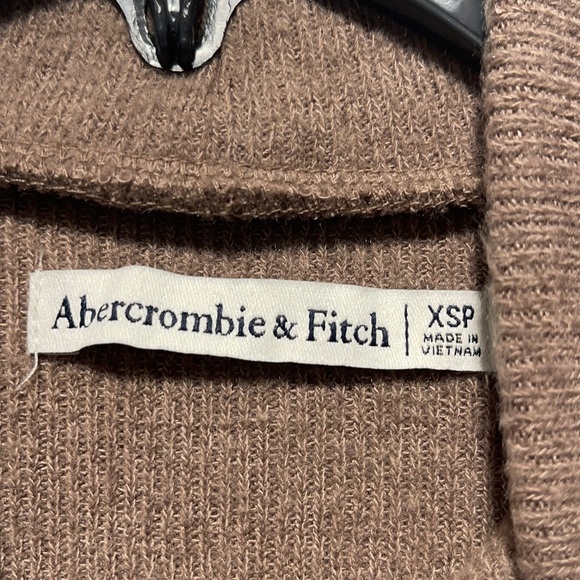 Abercrombie & Fitch
XSP
MADE IN
VIETNAM